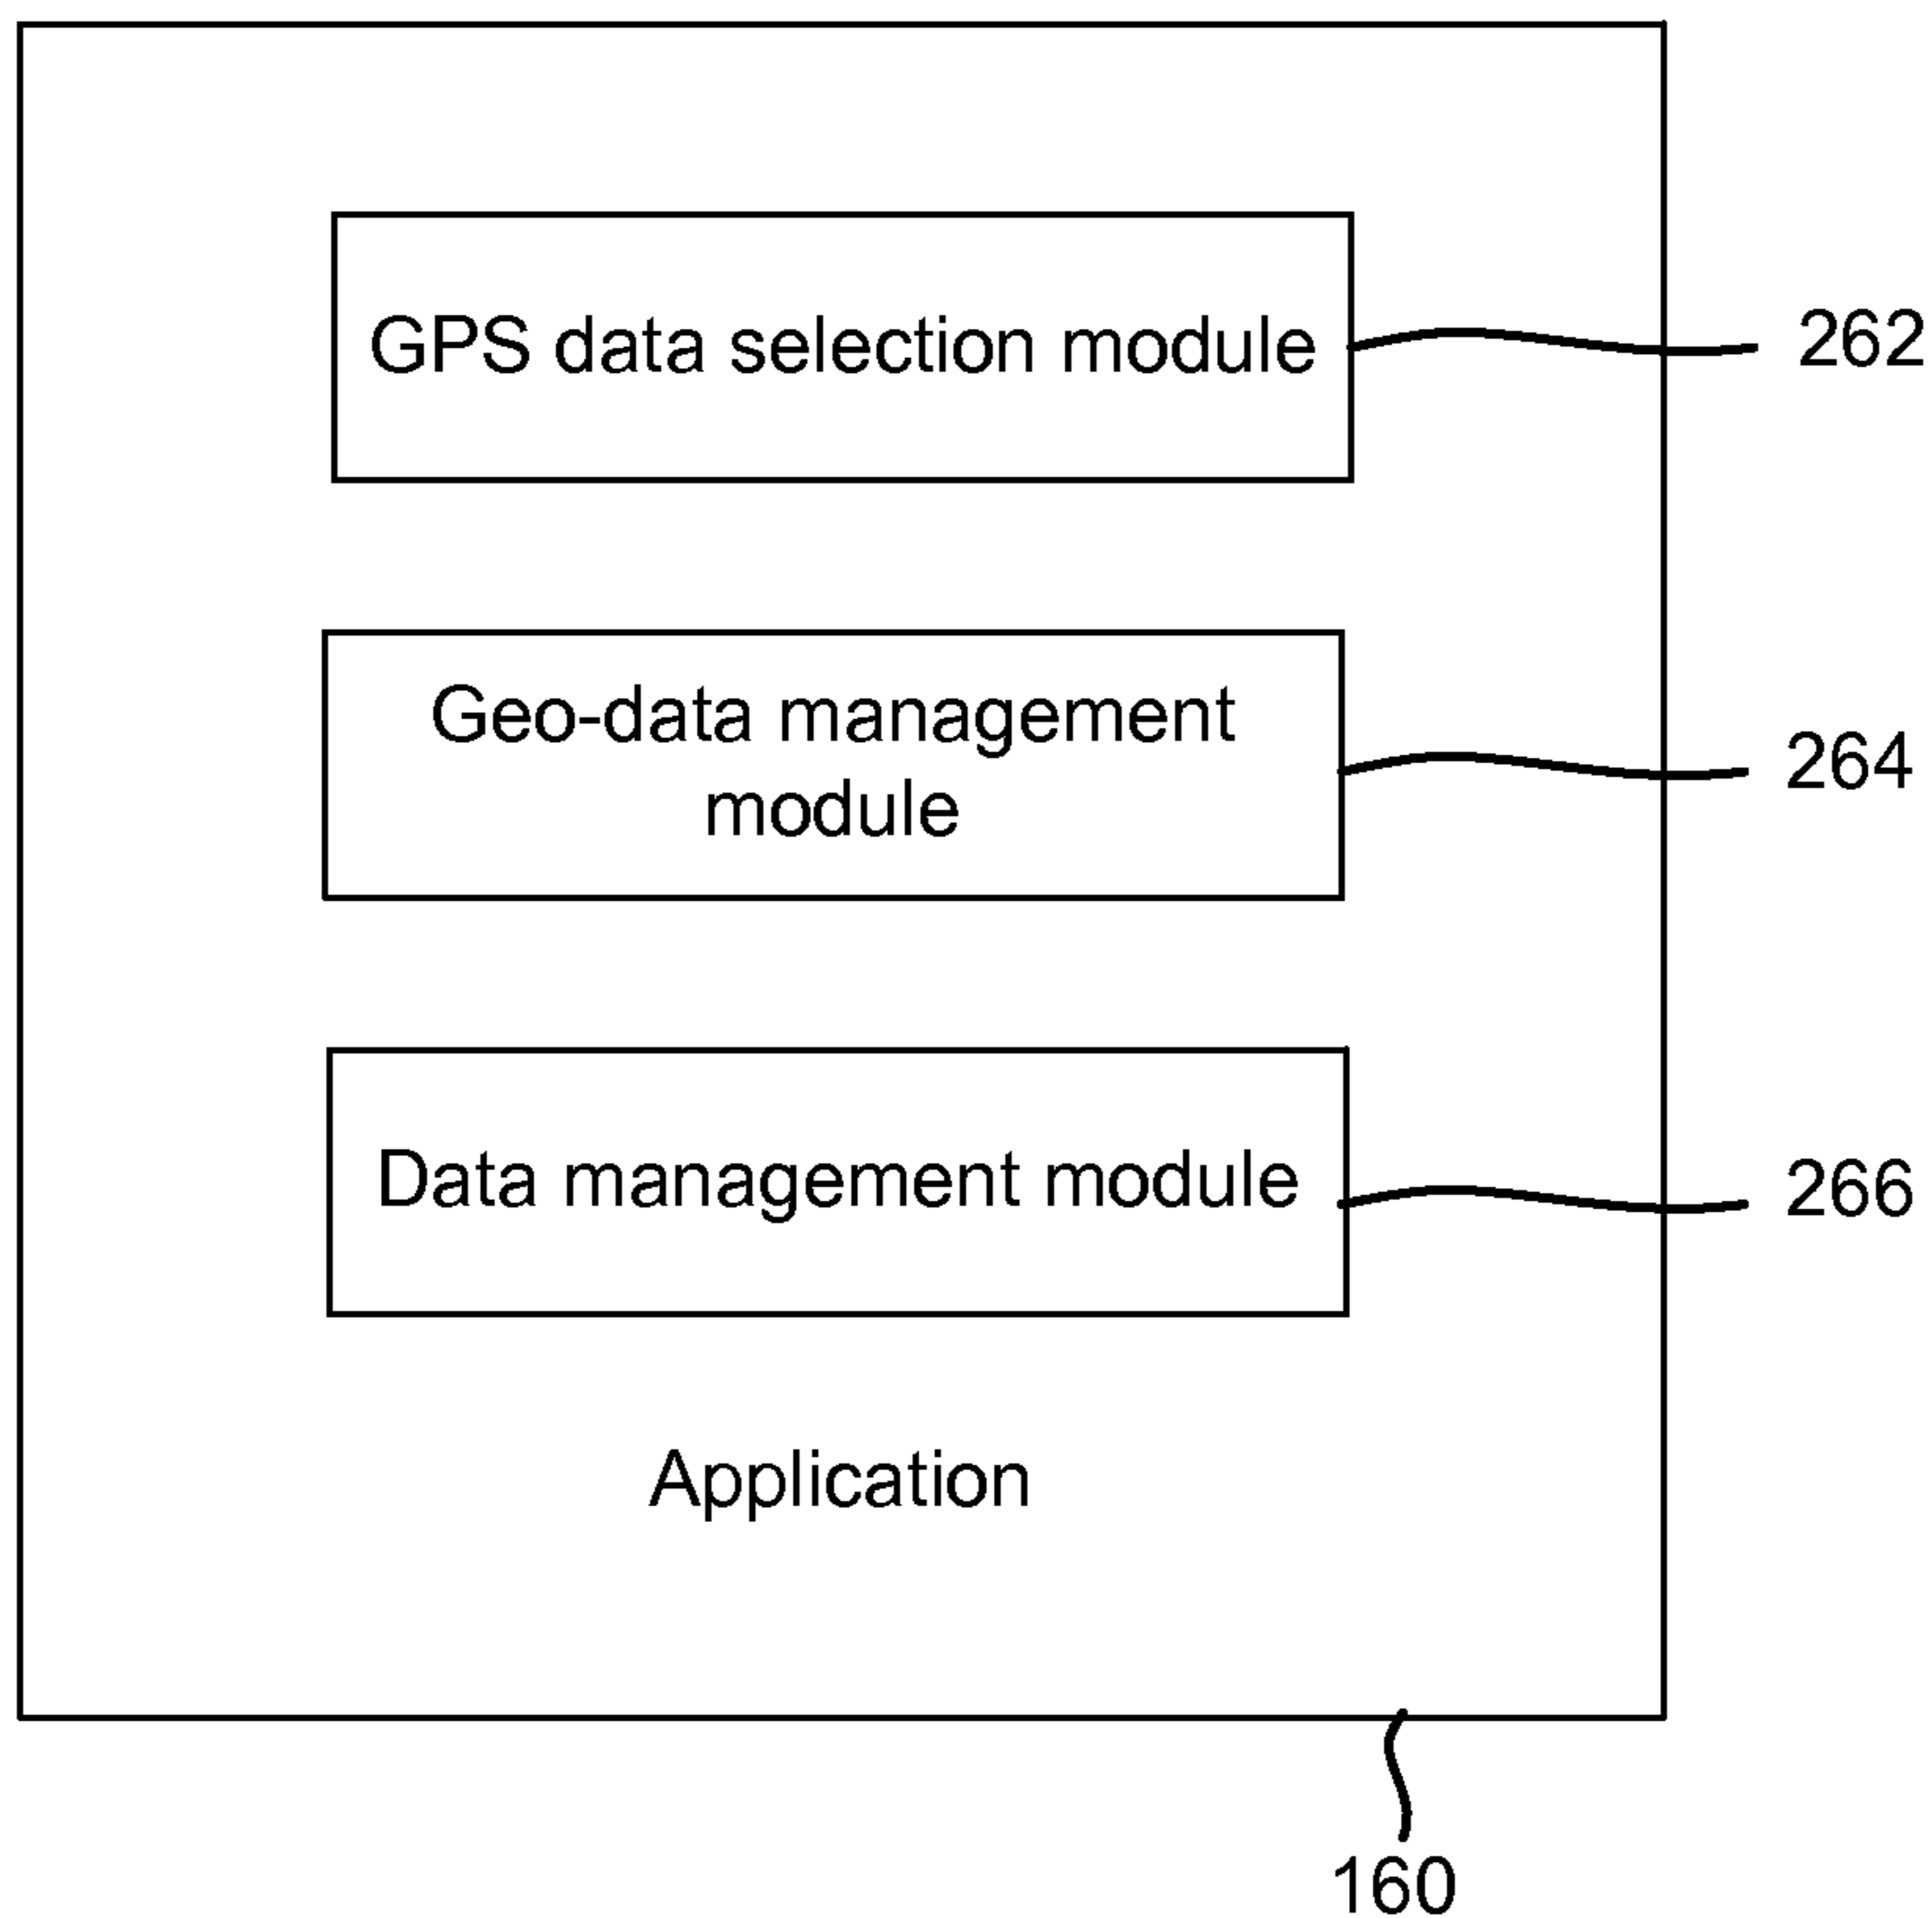 GPS data selection module
262
Geo-data management
module
264
Data management module
266
Application
160